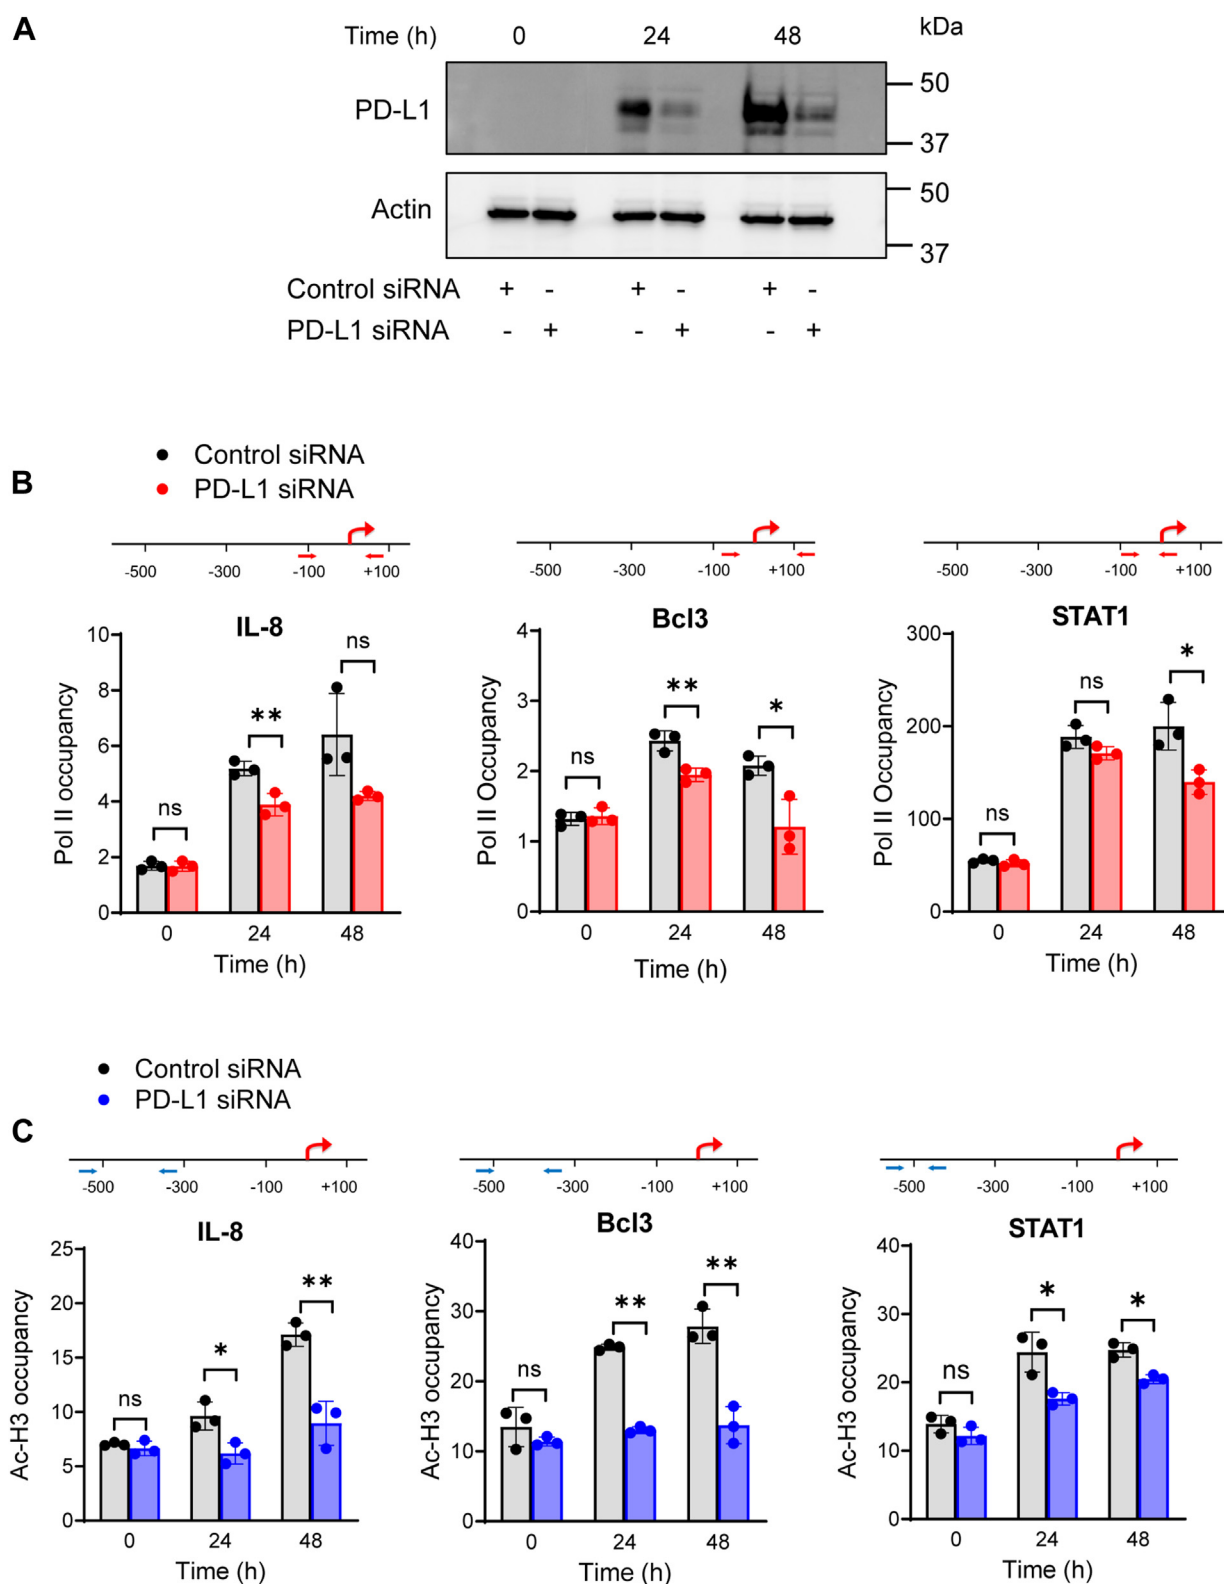 A
Time (h) 0 24 48 kDa
PD-L1
50
37
Actin
50
37
Control siRNA + - + - + -
PD-L1 siRNA - + - + - +
B
Control siRNA
PD-L1 siRNA
-500 -300 -100 +100
-500 -300 -100 +100
-500 -300 -100 +100
IL-8
Pol II occupancy
10
8
6
4
2
0
ns
**
ns
0 24 48
Time (h)
Bcl3
Pol II Occupancy
4
3
2
1
0
ns
**
*
0 24 48
Time (h)
STAT1
Pol II Occupancy
300
200
100
0
ns
ns
*
0 24 48
Time (h)
C
Control siRNA
PD-L1 siRNA
-500 -300 -100 +100
-500 -300 -100 +100
-500 -300 -100 +100
IL-8
Ac-H3 occupancy
25
20
15
10
5
0
ns
*
**
0 24 48
Time (h)
Bcl3
Ac-H3 occupancy
40
30
20
10
0
ns
**
**
0 24 48
Time (h)
STAT1
Ac-H3 occupancy
40
30
20
10
0
ns
*
*
0 24 48
Time (h)